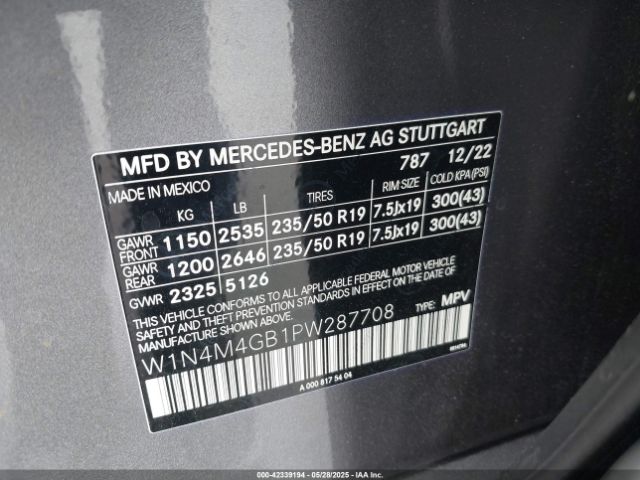 MFD BY MERCEDES-BENZ AG STUTTGART
MADE IN MEXICO 787 12/22
KG LB TIRES RIM SIZE COLD KPA(PSI)
GAWR FRONT 1150 2535 235/50 R19 7.5Jx19 300(43)
GAWR REAR 1200 2646 235/50 R19 7.5Jx19 300(43)
GVWR 2325 5126
THIS VEHICLE CONFORMS TO ALL APPLICABLE FEDERAL MOTOR VEHICLE
SAFETY AND THEFT PREVENTION STANDARDS IN EFFECT ON THE DATE OF
MANUFACTURE SHOWN ABOVE. TYPE: MPV
W1N4M4GB1PW287708
A 000 817 54 04
000-42339194 - 05/28/2025 - IAA Inc.